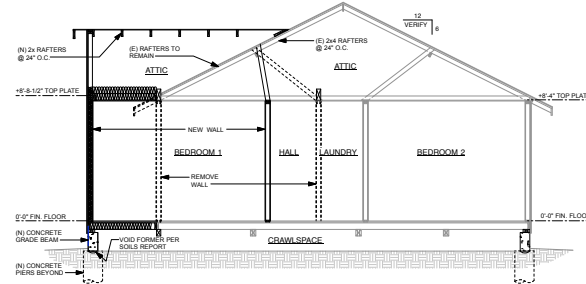 12
VERIFY
6
(N) 2x RAFTERS
@ 24" O.C.
(E) RAFTERS TO
REMAIN
(E) 2x4 RAFTERS
@ 24" O.C.
ATTIC
ATTIC
+8'-8-1/2" TOP PLATE
+8'-4" TOP PLAT
NEW WALL
BEDROOM 1
HALL
LAUNDRY
BEDROOM 2
REMOVE
WALL
0'-0" FIN. FLOOR
0'-0" FIN. FLOOR
(N) CONCRETE
GRADE BEAM
VOID FORMER PER
SOILS REPORT
CRAWLSPACE
(N) CONCRETE
PIERS BEYOND